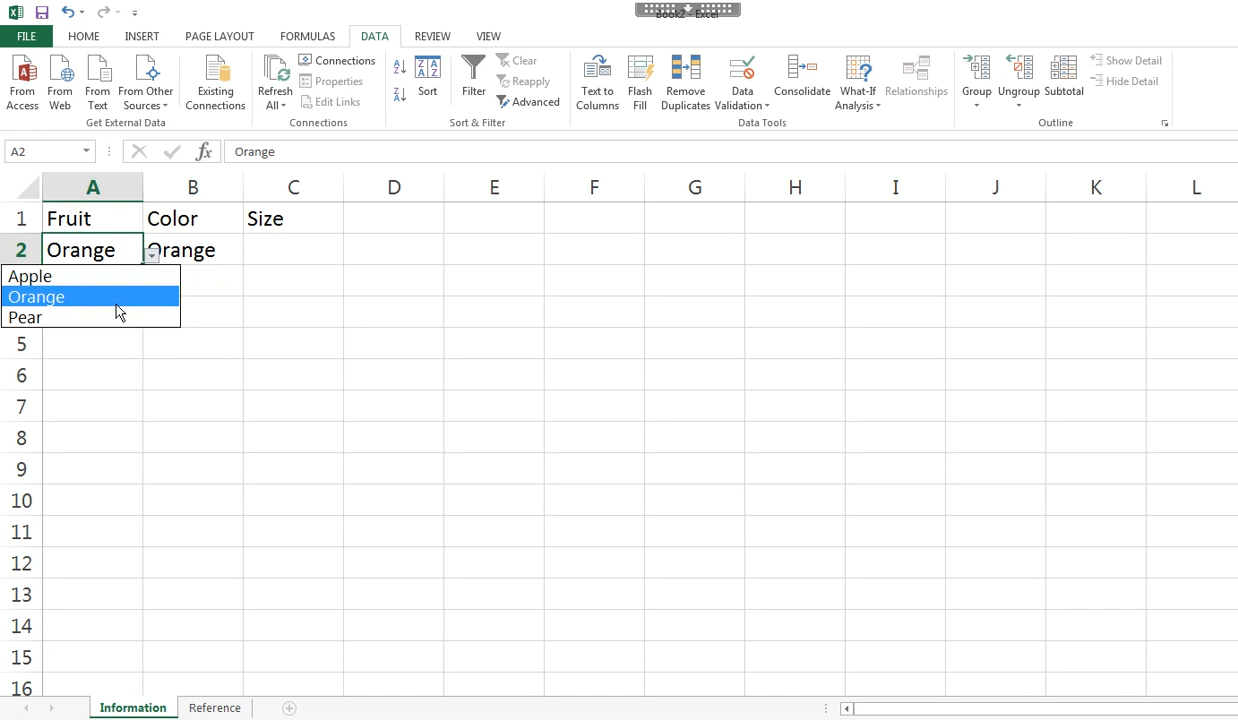 Book2 - Excel
FILE HOME INSERT PAGE LAYOUT FORMULAS DATA REVIEW VIEW
From Access
From Web
From Text
From Other Sources
Existing Connections
Get External Data
Refresh All
Connections
Properties
Edit Links
Connections
Sort
Filter
Clear
Reapply
Advanced
Sort & Filter
Text to Columns
Flash Fill
Remove Duplicates
Data Validation
Consolidate
What-If Analysis
Relationships
Data Tools
Group
Ungroup
Subtotal
Show Detail
Hide Detail
Outline
A2 fx Orange
A B C D E F G H I J K L
1 Fruit Color Size
2 Orange Orange
Apple
Orange
Pear
5
6
7
8
9
10
11
12
13
14
15
16
Information Reference